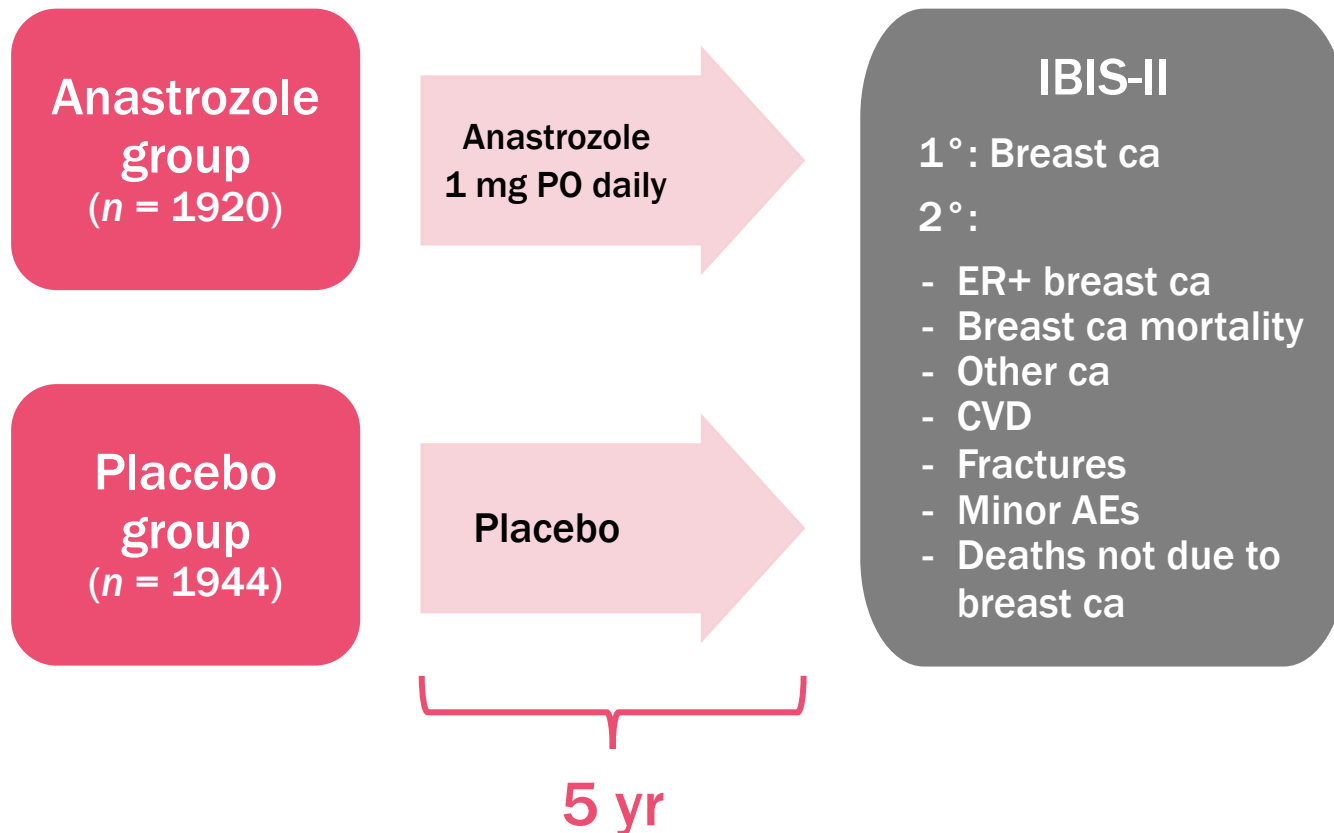 Anastrozole
group
(n = 1920)
Anastrozole
1 mg PO daily
Placebo
group
(n = 1944)
Placebo
5 yr
IBIS-II
1°: Breast ca
2°:
- ER+ breast ca
- Breast ca mortality
- Other ca
- CVD
- Fractures
- Minor AEs
- Deaths not due to
breast ca